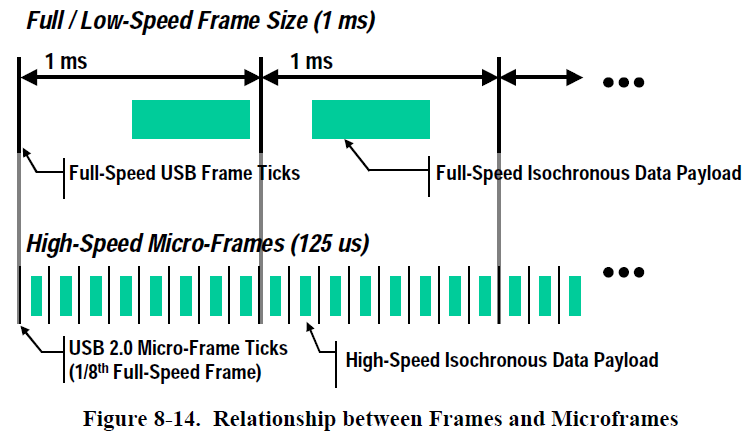 Full / Low-Speed Frame Size (1 ms)
1 ms
1 ms
Full-Speed USB Frame Ticks
Full-Speed Isochronous Data Payload
High-Speed Micro-Frames (125 us)
USB 2.0 Micro-Frame Ticks
(1/8th Full-Speed Frame)
High-Speed Isochronous Data Payload
Figure 8-14. Relationship between Frames and Microframes